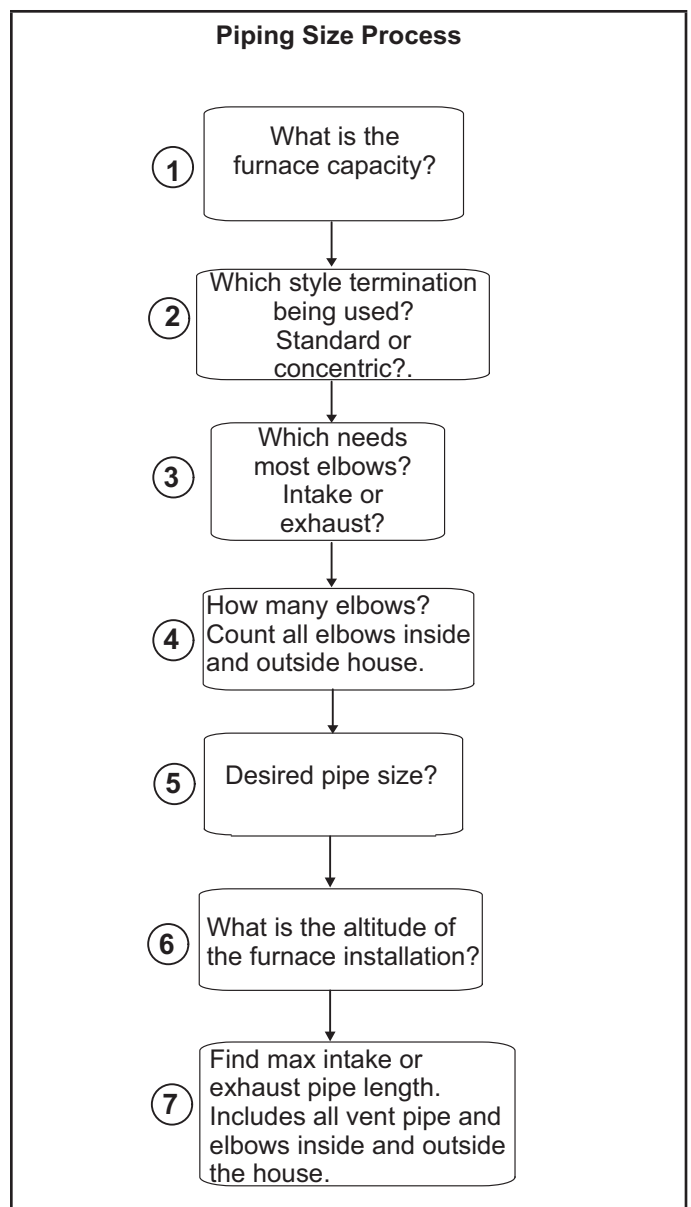 Piping Size Process
1
What is the
furnace capacity?
2
Which style termination
being used?
Standard or
concentric?.
3
Which needs
most elbows?
Intake or
exhaust?
4
How many elbows?
Count all elbows inside
and outside house.
5
Desired pipe size?
6
What is the altitude of
the furnace installation?
7
Find max intake or
exhaust pipe length.
Includes all vent pipe and
elbows inside and outside
the house.